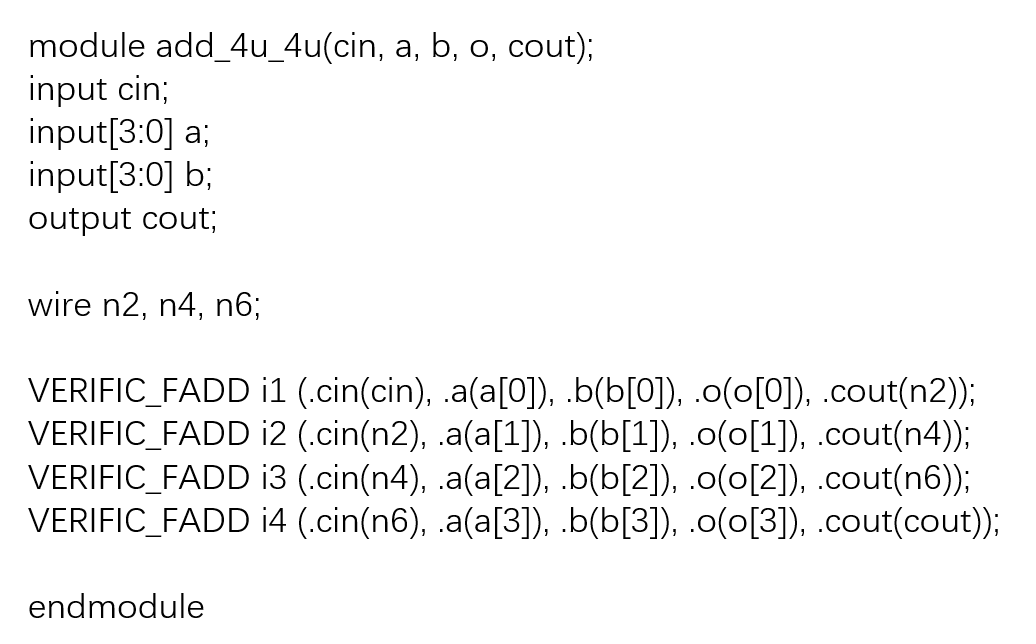 module add_4u_4u(cin, a, b, o, cout);
input cin;
input[3:0] a;
input[3:0] b;
output cout;
wire n2, n4, n6;
VERIFIC_FADD i1 (.cin(cin), .a(a[0]), .b(b[0]), .o(o[0]), .cout(n2));
VERIFIC_FADD i2 (.cin(n2), .a(a[1]), .b(b[1]), .o(o[1]), .cout(n4));
VERIFIC_FADD i3 (.cin(n4), .a(a[2]), .b(b[2]), .o(o[2]), .cout(n6));
VERIFIC_FADD i4 (.cin(n6), .a(a[3]), .b(b[3]), .o(o[3]), .cout(cout));
endmodule